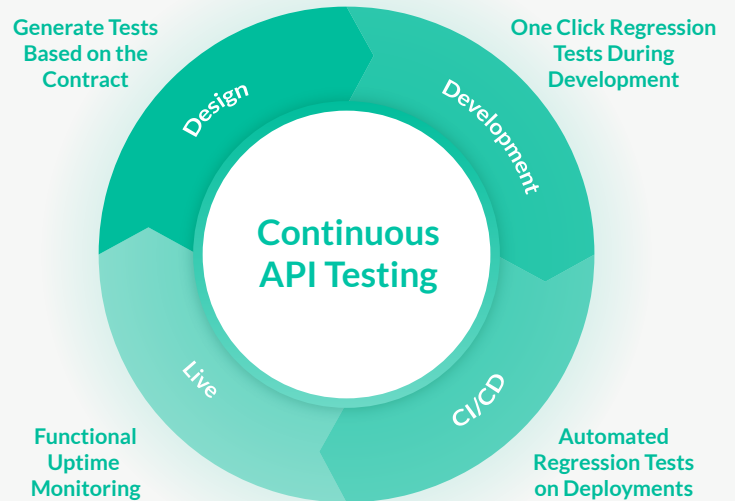 Generate Tests
Based on the
Contract
One Click Regression
Tests During
Development
Design
Development
Continuous
API Testing
Live
CI/CD
Functional
Uptime
Monitoring
Automated
Regression Tests
on Deployments